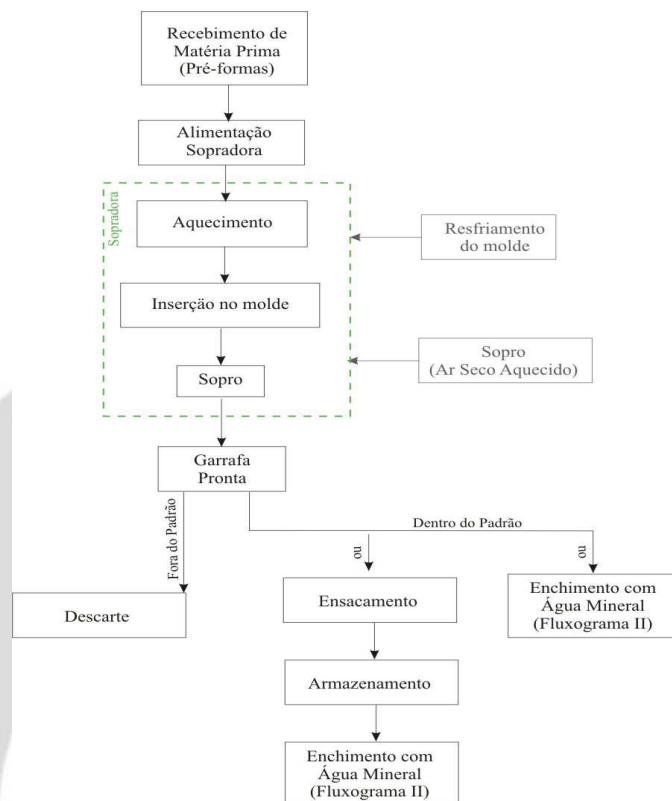 Recebimento de
Matéria Prima
(Pré-formas)
Alimentação
Sopradora
Sopradora
Aquecimento
Resfriamento
do molde
Inserção no molde
Sopro
(Ar Seco Aquecido)
Sopro
Garrafa
Pronta
Fora do Padrão
Dentro do Padrão
ou
ou
Descarte
Ensacamento
Enchimento com
Água Mineral
(Fluxograma II)
Armazenamento
Enchimento com
Água Mineral
(Fluxograma II)